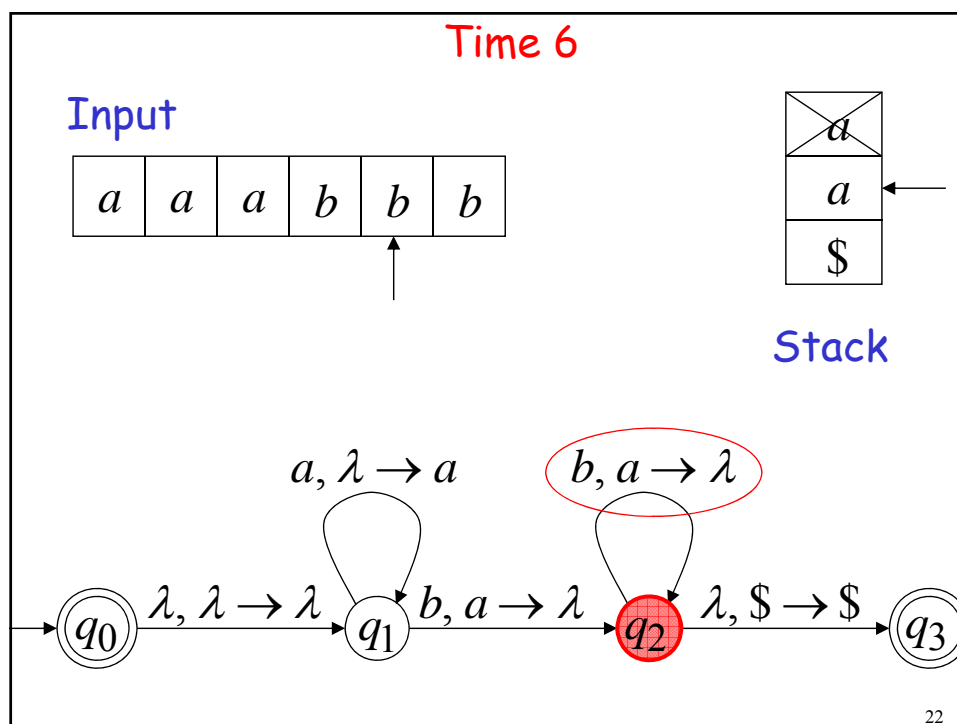 Time 6
Input
a a a b b b
a
a
$
Stack
a, λ → a
b, a → λ
q0
λ, λ → λ
q1
b, a → λ
q2
λ, $ → $
q3
22